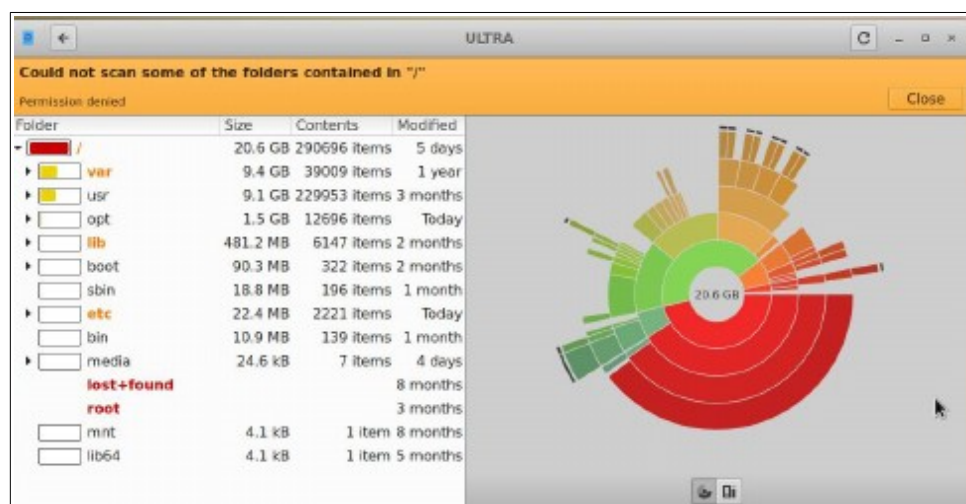 ULTRA
Could not scan some of the folders contained in "/"
Permission denied
Close
Folder Size Contents Modified
/ 20.6 GB 290696 items 5 days
var 9.4 GB 39009 items 1 year
usr 9.1 GB 229953 items 3 months
opt 1.5 GB 12696 items Today
lib 481.2 MB 6147 items 2 months
boot 90.3 MB 322 items 2 months
sbin 18.8 MB 196 items 1 month
etc 22.4 MB 2221 items Today
bin 10.9 MB 139 items 1 month
media 24.6 kB 7 items 4 days
lost+found 8 months
root 3 months
mnt 4.1 kB 1 item 8 months
lib64 4.1 kB 1 item 5 months
20.6 GB